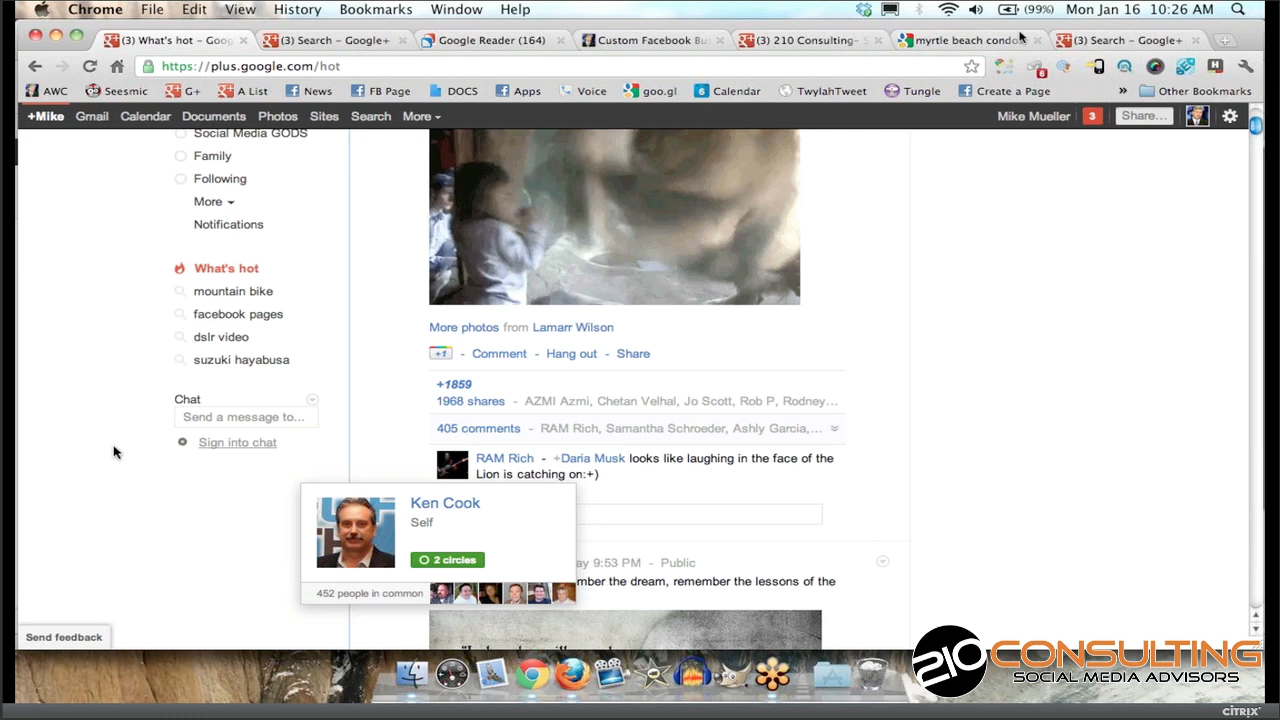 Chrome File Edit View History Bookmarks Window Help (99%) Mon Jan 16 10:26 AM
(3) What's hot - Goog (3) Search - Google+ Google Reader (164) Custom Facebook Bu (3) 210 Consulting- S myrtle beach condo (3) Search - Google+
https://plus.google.com/hot
6
AWC Seesmic G+ A List News FB Page DOCS Apps Voice goo.gl 6 Calendar TwylahTweet Tungle Create a Page » Other Bookmarks
+Mike Gmail Calendar Documents Photos Sites Search More Mike Mueller 3 Share...
Social Media GODS
Family
Following
More
Notifications
What's hot
mountain bike
facebook pages
dslr video
suzuki hayabusa
Chat
Send a message to...
Sign into chat
More photos from Lamarr Wilson
+1 - Comment - Hang out - Share
+1859
1968 shares - AZMI Azmi, Chetan Velhal, Jo Scott, Rob P, Rodney...
405 comments - RAM Rich, Samantha Schroeder, Ashly Garcia,...
RAM Rich - +Daria Musk looks like laughing in the face of the
Lion is catching on:+)
Ken Cook
Self
2 circles
452 people in common
ay 9:53 PM - Public
mber the dream, remember the lessons of the
Send feedback
210 CONSULTING
SOCIAL MEDIA ADVISORS
CITRIX